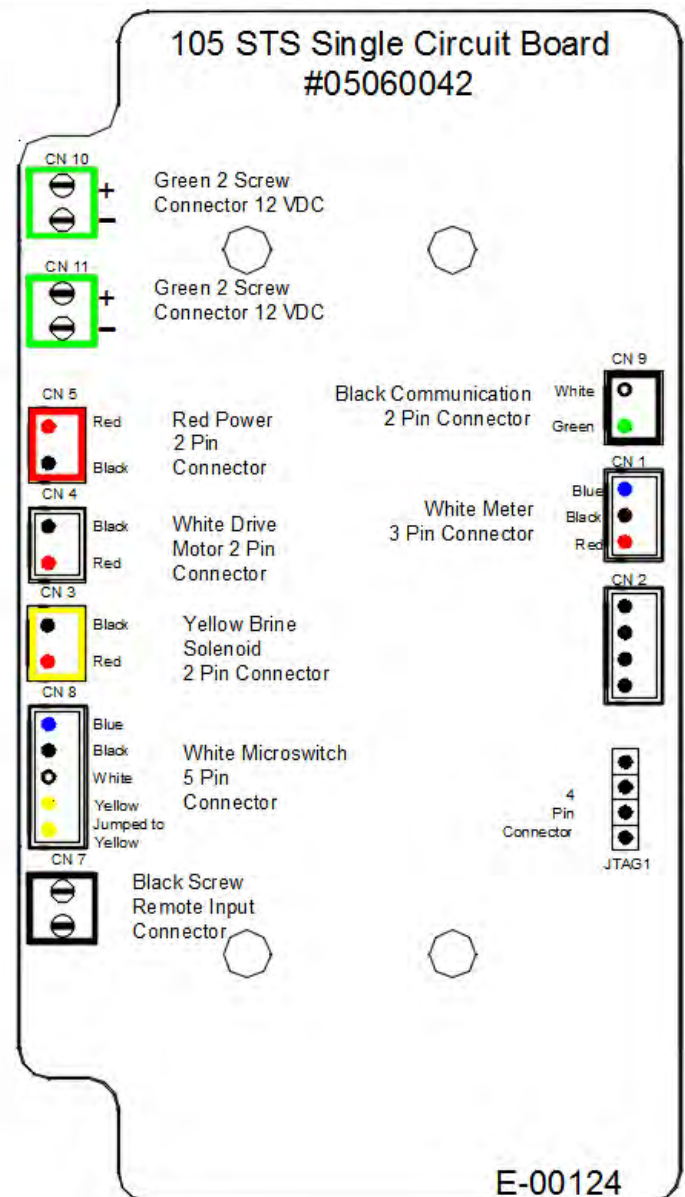 105 STS Single Circuit Board
#05060042
CN 10
+
-
Green 2 Screw
Connector 12 VDC
CN 11
+
-
Green 2 Screw
Connector 12 VDC
CN 5
Red
Black
Red Power
2 Pin
Connector
CN 4
Black
Red
White Drive
Motor 2 Pin
Connector
CN 3
Black
Red
Yellow Brine
Solenoid
2 Pin Connector
CN 8
Blue
Black
White
Yellow
Jumped to
Yellow
White Microswitch
5 Pin
Connector
CN 7
Black Screw
Remote Input
Connector
CN 9
Black Communication
2 Pin Connector
White
Green
CN 1
White Meter
3 Pin Connector
Blue
Black
Red
CN 2
4
Pin
Connector
JTAG1
E-00124